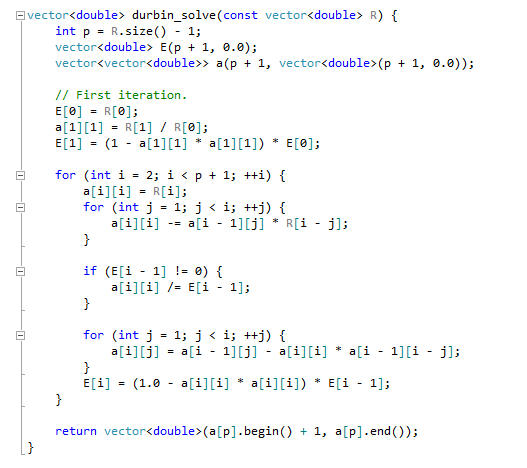 vector<double> durbin_solve(const vector<double> R) {
    int p = R.size() - 1;
    vector<double> E(p + 1, 0.0);
    vector<vector<double>> a(p + 1, vector<double>(p + 1, 0.0));

    // First iteration.
    E[0] = R[0];
    a[1][1] = R[1] / R[0];
    E[1] = (1 - a[1][1] * a[1][1]) * E[0];

    for (int i = 2; i < p + 1; ++i) {
        a[i][i] = R[i];
        for (int j = 1; j < i; ++j) {
            a[i][i] -= a[i - 1][j] * R[i - j];
        }

        if (E[i - 1] != 0) {
            a[i][i] /= E[i - 1];
        }

        for (int j = 1; j < i; ++j) {
            a[i][j] = a[i - 1][j] - a[i][i] * a[i - 1][i - j];
        }
        E[i] = (1.0 - a[i][i] * a[i][i]) * E[i - 1];
    }

    return vector<double>(a[p].begin() + 1, a[p].end());
}